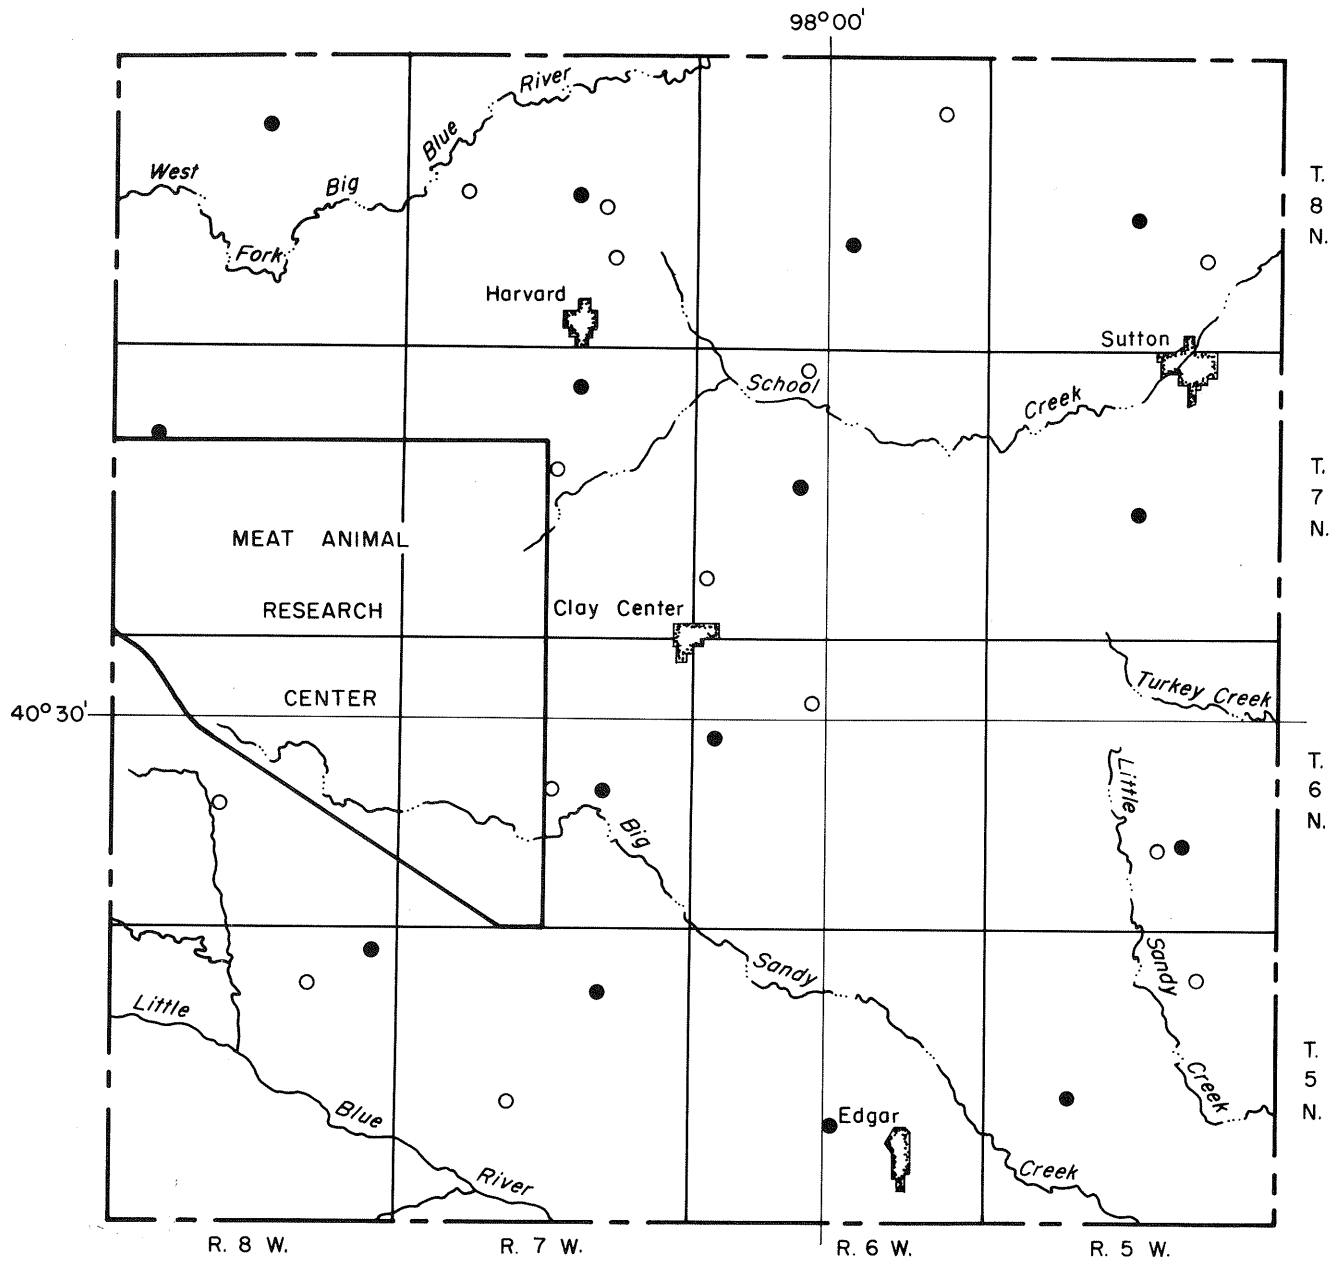 98°00'
River
Blue
West
Big
Fork
T.
8
N.
Harvard
Sutton
School
Creek
T.
7
N.
MEAT ANIMAL
RESEARCH
CENTER
Clay Center
Turkey Creek
40°30'
T.
6
N.
Little
Sandy
Creek
Big
Sandy
Creek
Little
Blue
River
Edgar
T.
5
N.
R. 8 W.
R. 7 W.
R. 6 W.
R. 5 W.